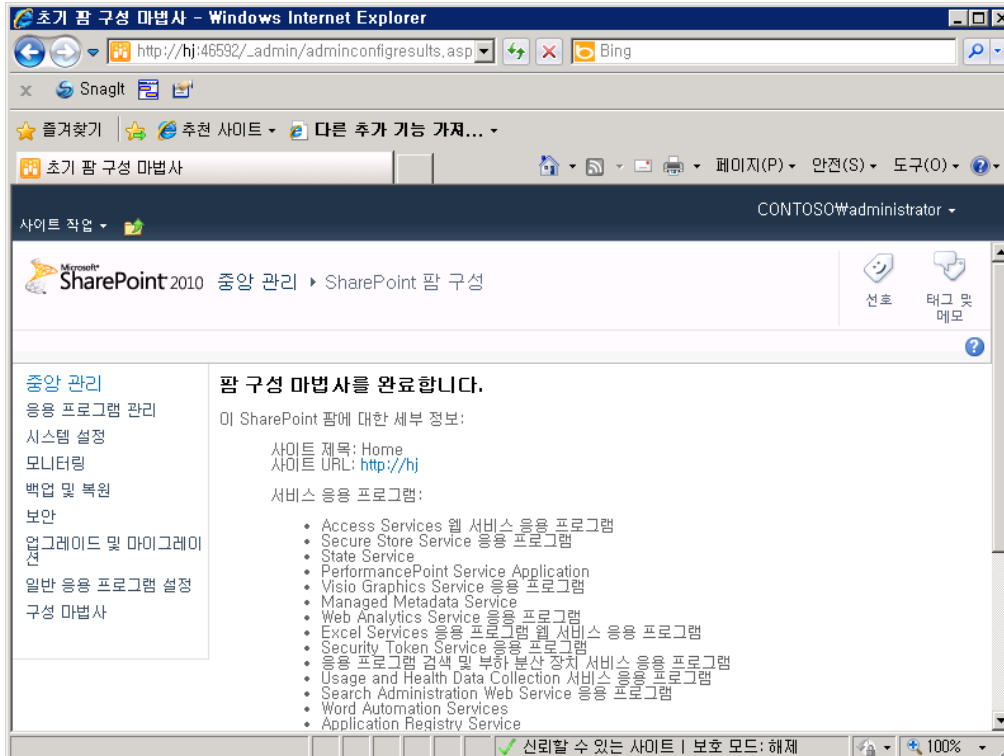 초기 팜 구성 마법사 - Windows Internet Explorer
http://hj:46592/_admin/adminconfigresults.asp
Bing
x SnagIt
즐겨찾기 추천 사이트 다른 추가 기능 가져...
초기 팜 구성 마법사
페이지(P) 안전(S) 도구(O)
CONTOSO₩administrator
사이트 작업
Microsoft
SharePoint 2010 중앙 관리 SharePoint 팜 구성
선호
태그 및
메모
중앙 관리
응용 프로그램 관리
시스템 설정
모니터링
백업 및 복원
보안
업그레이드 및 마이그레이
션
일반 응용 프로그램 설정
구성 마법사
팜 구성 마법사를 완료합니다.
이 SharePoint 팜에 대한 세부 정보:
사이트 제목: Home
사이트 URL: http://hj
서비스 응용 프로그램:
• Access Services 웹 서비스 응용 프로그램
• Secure Store Service 응용 프로그램
• State Service
• PerformancePoint Service Application
• Visio Graphics Service 응용 프로그램
• Managed Metadata Service
• Web Analytics Service 응용 프로그램
• Excel Services 응용 프로그램 웹 서비스 응용 프로그램
• Security Token Service 응용 프로그램
• 응용 프로그램 검색 및 부하 분산 장치 서비스 응용 프로그램
• Usage and Health Data Collection 서비스 응용 프로그램
• Search Administration Web Service 응용 프로그램
• Word Automation Services
• Application Registry Service
신뢰할 수 있는 사이트 | 보호 모드: 해제
100%